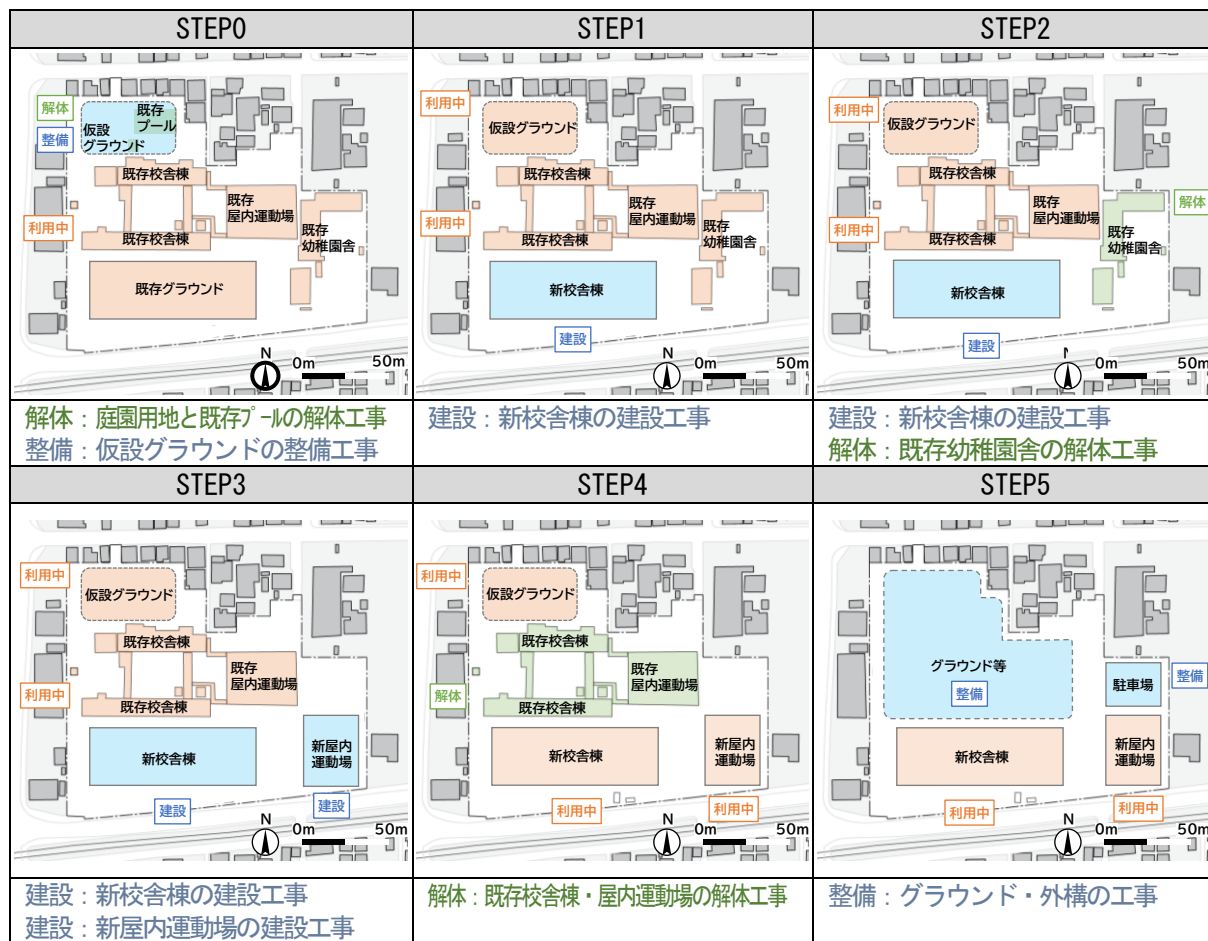 STEP0
解体
整備
既存
プール
仮設
グラウンド
既存校舎棟
利用中
既存
屋内運動場
既存校舎棟
既存
幼稚園舎
既存グラウンド
N
0m
50m
解体：庭園用地と既存プールの解体工事
整備：仮設グラウンドの整備工事
STEP1
利用中
仮設グラウンド
既存校舎棟
利用中
既存
屋内運動場
既存校舎棟
既存
幼稚園舎
新校舎棟
建設
N
0m
50m
建設：新校舎棟の建設工事
STEP2
利用中
仮設グラウンド
既存校舎棟
解体
利用中
既存
屋内運動場
既存校舎棟
既存
幼稚園舎
新校舎棟
建設
0m
50m
建設：新校舎棟の建設工事
解体：既存幼稚園舎の解体工事
STEP3
利用中
仮設グラウンド
既存校舎棟
利用中
既存
屋内運動場
既存校舎棟
新校舎棟
新屋内
運動場
建設
建設
N
0m
50m
建設：新校舎棟の建設工事
建設：新屋内運動場の建設工事
STEP4
利用中
仮設グラウンド
既存校舎棟
解体
既存
屋内運動場
既存校舎棟
新校舎棟
新屋内
運動場
利用中
利用中
N
0m
50m
解体：既存校舎棟・屋内運動場の解体工事
STEP5
グラウンド等
整備
駐車場
整備
新校舎棟
新屋内
運動場
利用中
利用中
N
0m
50m
整備：グラウンド・外構の工事